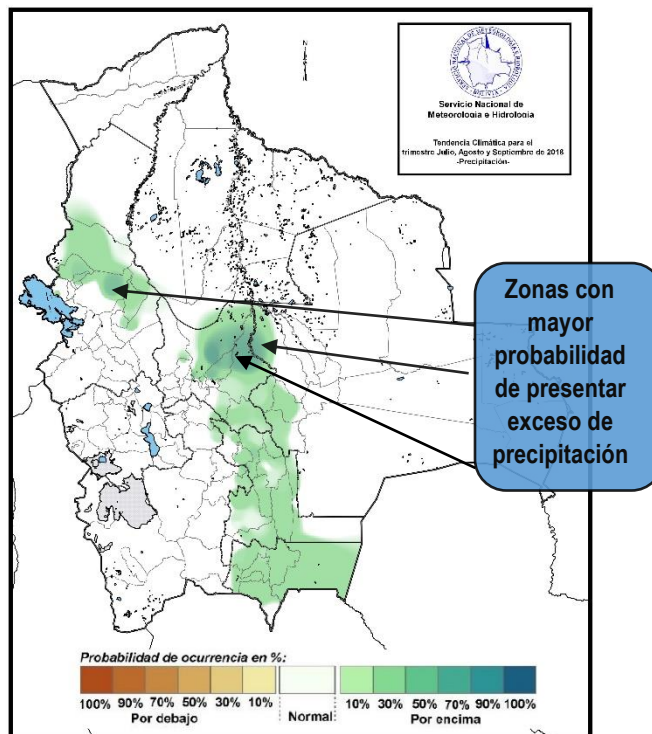 Servicio Nacional de
Meteorología e Hidrología
Tendencia Climática para el
trimestre Julio, Agosto y Septiembre de 2018
-Precipitación-
Zonas con
mayor
probabilidad
de presentar
exceso de
precipitación
Probabilidad de ocurrencia en %:
100% 90% 70% 50% 30% 10% 10% 30% 50% 70% 90% 100%
Por debajo Normal Por encima